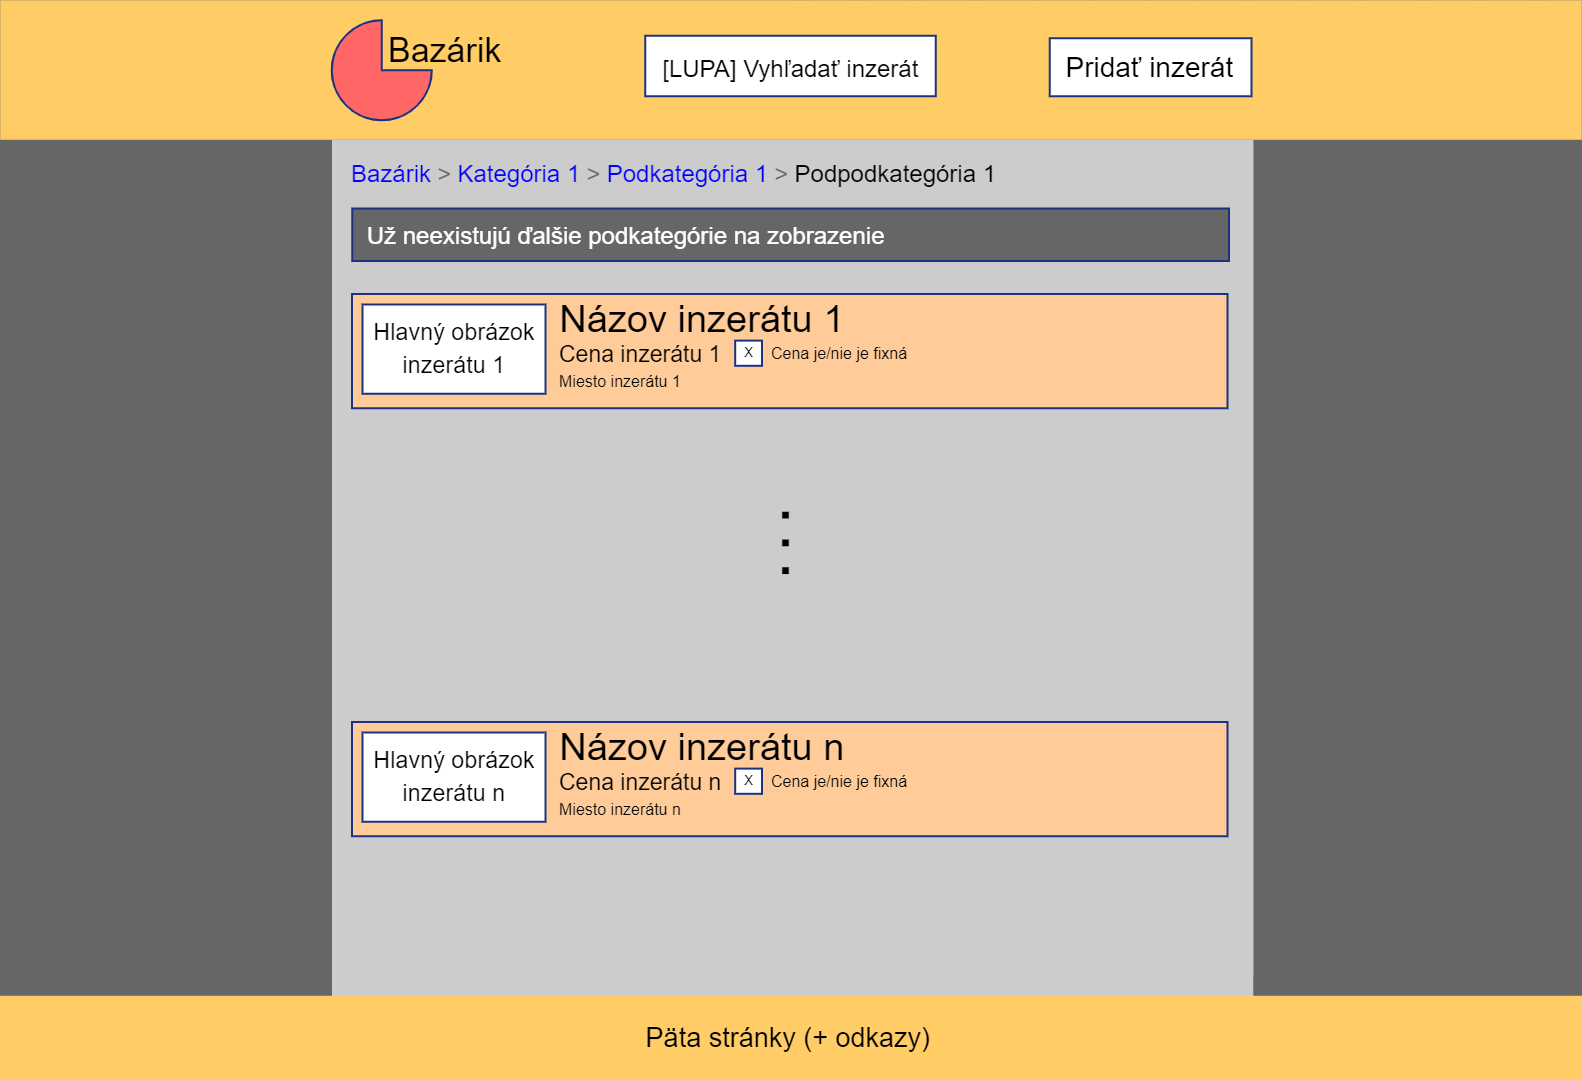 Bazárik
[LUPA] Vyhľadať inzerát
Pridať inzerát
Bazárik > Kategória 1 > Podkategória 1 > Podpodkategória 1
Už neexistujú ďalšie podkategórie na zobrazenie
Hlavný obrázok
inzerátu 1
Názov inzerátu 1
Cena inzerátu 1 X Cena je/nie je fixná
Miesto inzerátu 1
Hlavný obrázok
inzerátu n
Názov inzerátu n
Cena inzerátu n X Cena je/nie je fixná
Miesto inzerátu n
Päta stránky (+ odkazy)